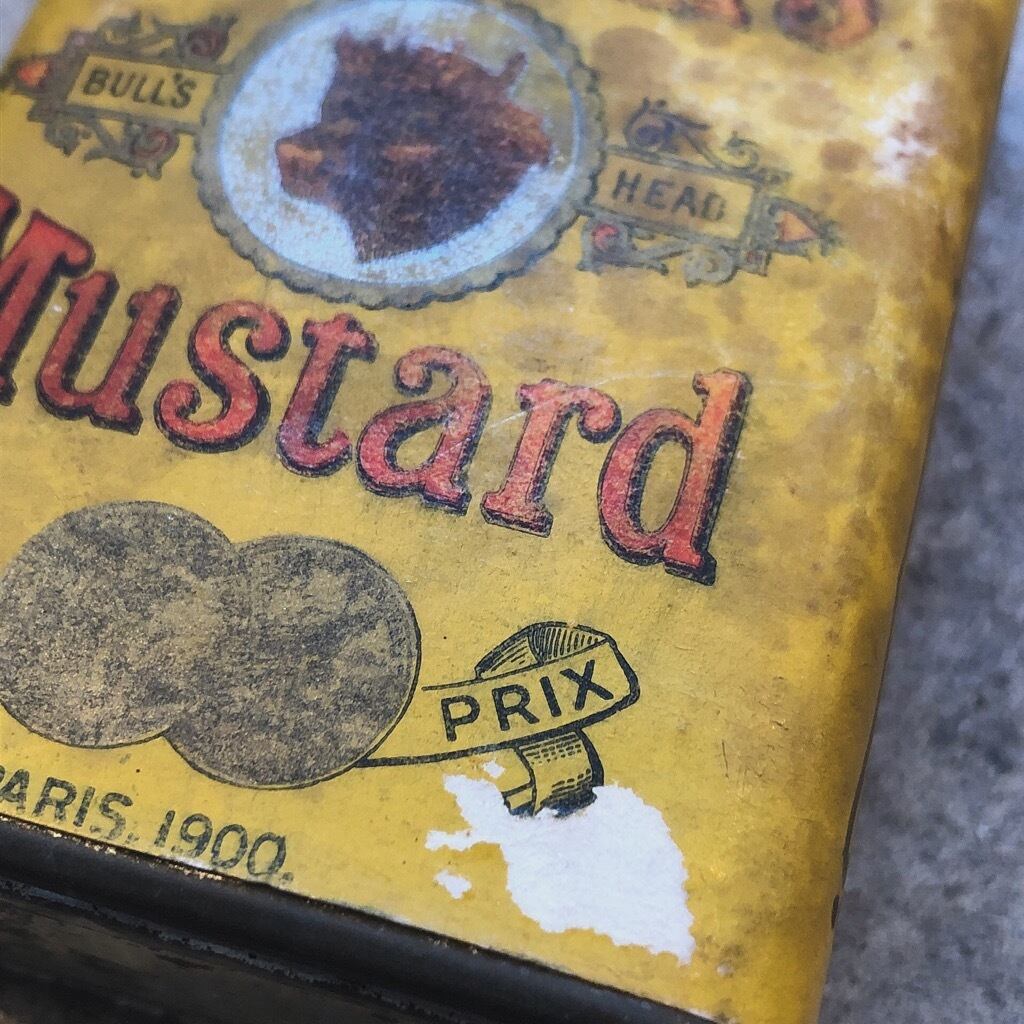 BULL'S
HEAD
Mustard
PRIX
PARIS. 1900.